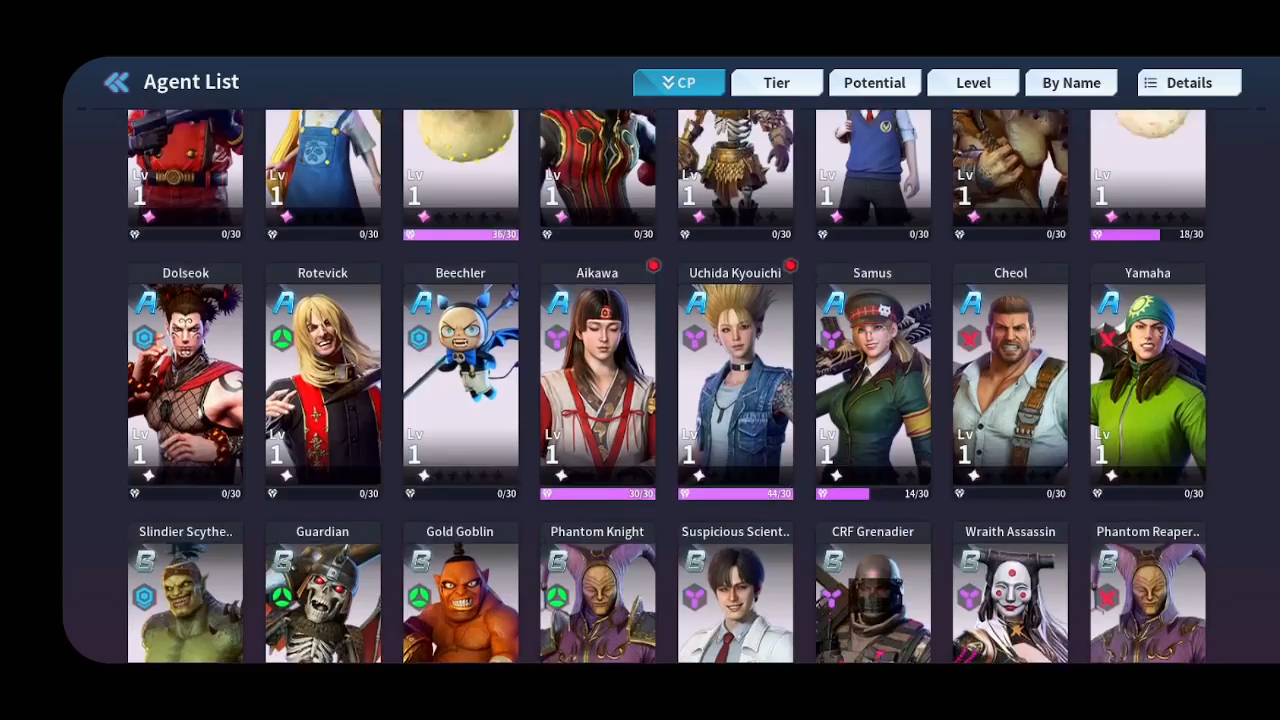 Agent List
CP
Tier
Potential
Level
By Name
Details
Lv Lv Lv Lv Lv Lv Lv Lv
1 1 1 1 1 1 1 1
0/30 0/30 36/30 0/30 0/30 0/30 0/30 18/30
Dolseok Rotevick Beechler Aikawa Uchida Kyouichi Samus Cheol Yamaha
A A A A A A A A
Lv Lv Lv Lv Lv Lv Lv Lv
1 1 1 1 1 1 1 1
0/30 0/30 0/30 30/30 44/30 14/30 0/30 0/30
Slindier Scythe.. Guardian Gold Goblin Phantom Knight Suspicious Scient.. CRF Grenadier Wraith Assassin Phantom Reaper..
B B B B B B B B